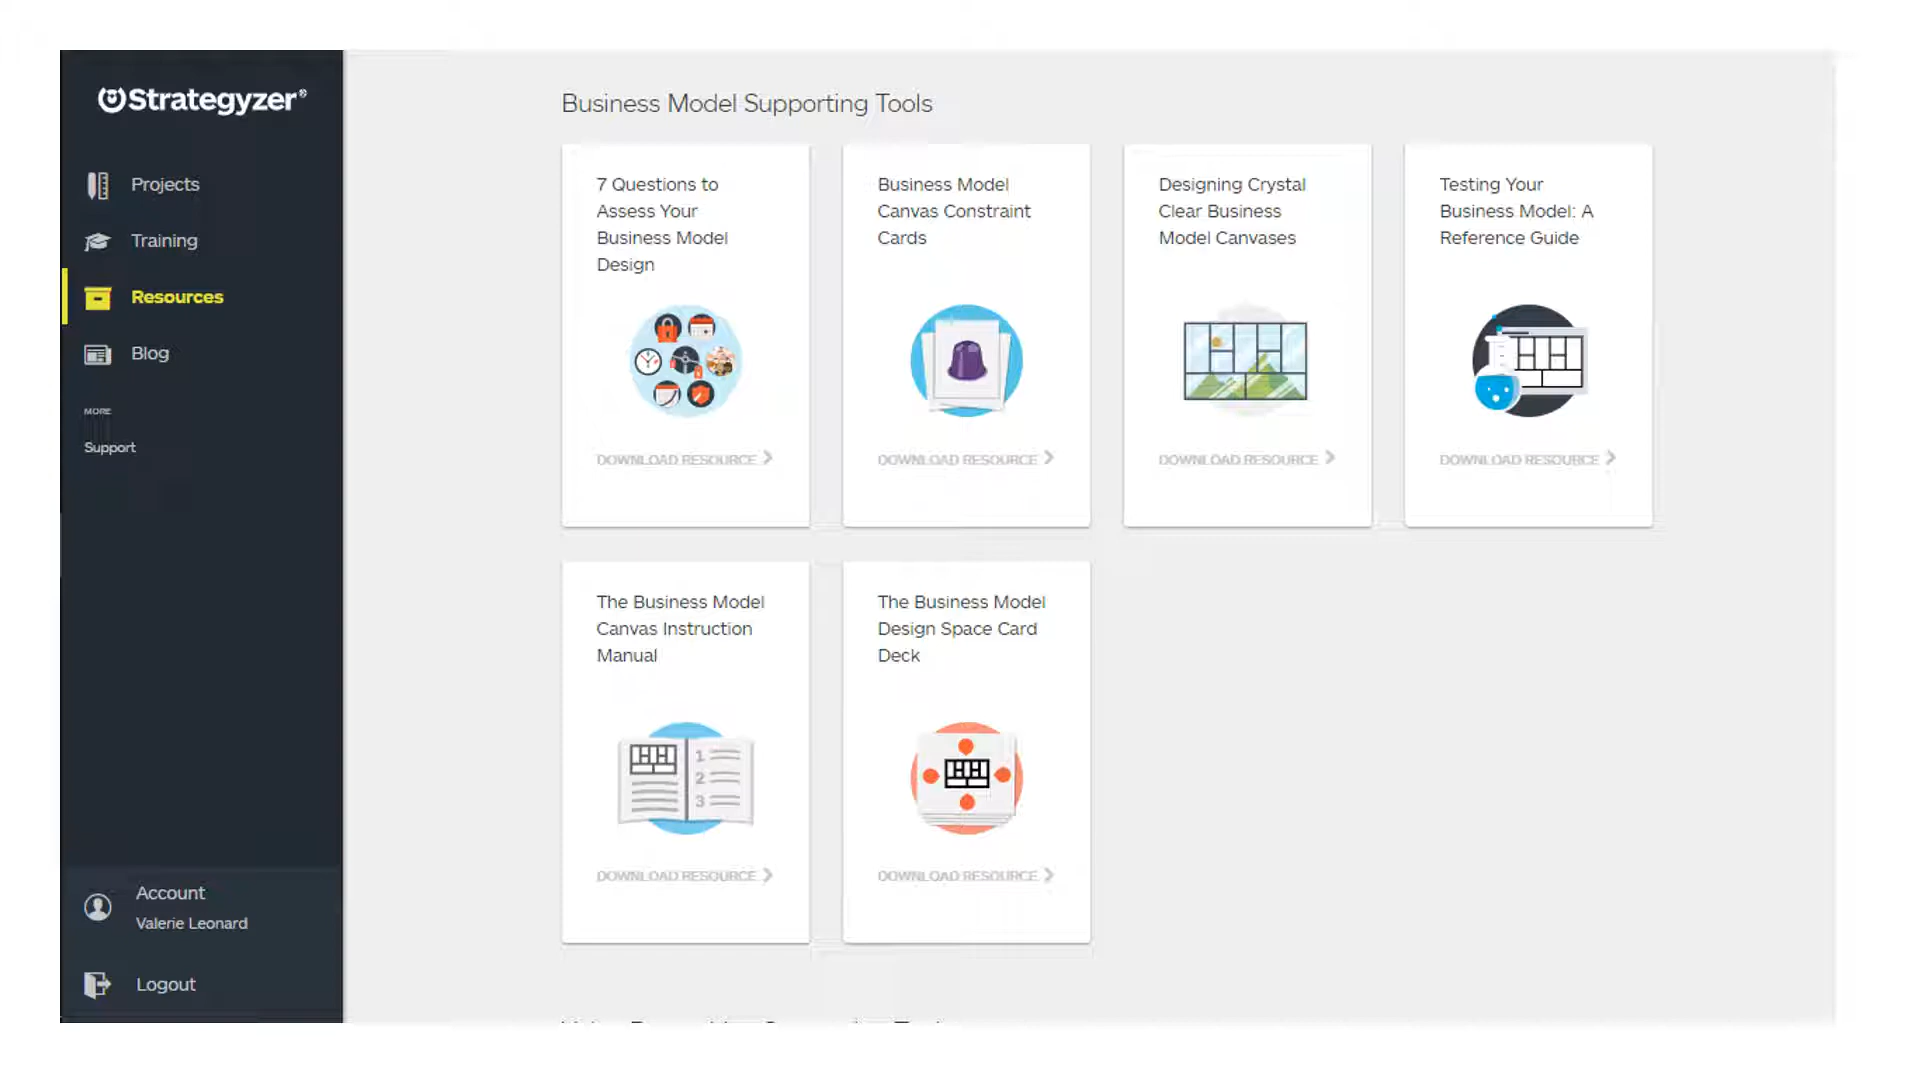 Strategyzer®
Projects
Training
Resources
Blog
MORE
Support
Account
Valerie Leonard
Logout
Business Model Supporting Tools
7 Questions to
Assess Your
Business Model
Design
DOWNLOAD RESOURCE
Business Model
Canvas Constraint
Cards
DOWNLOAD RESOURCE
Designing Crystal
Clear Business
Model Canvases
DOWNLOAD RESOURCE
Testing Your
Business Model: A
Reference Guide
DOWNLOAD RESOURCE
The Business Model
Canvas Instruction
Manual
1
2
3
DOWNLOAD RESOURCE
The Business Model
Design Space Card
Deck
DOWNLOAD RESOURCE